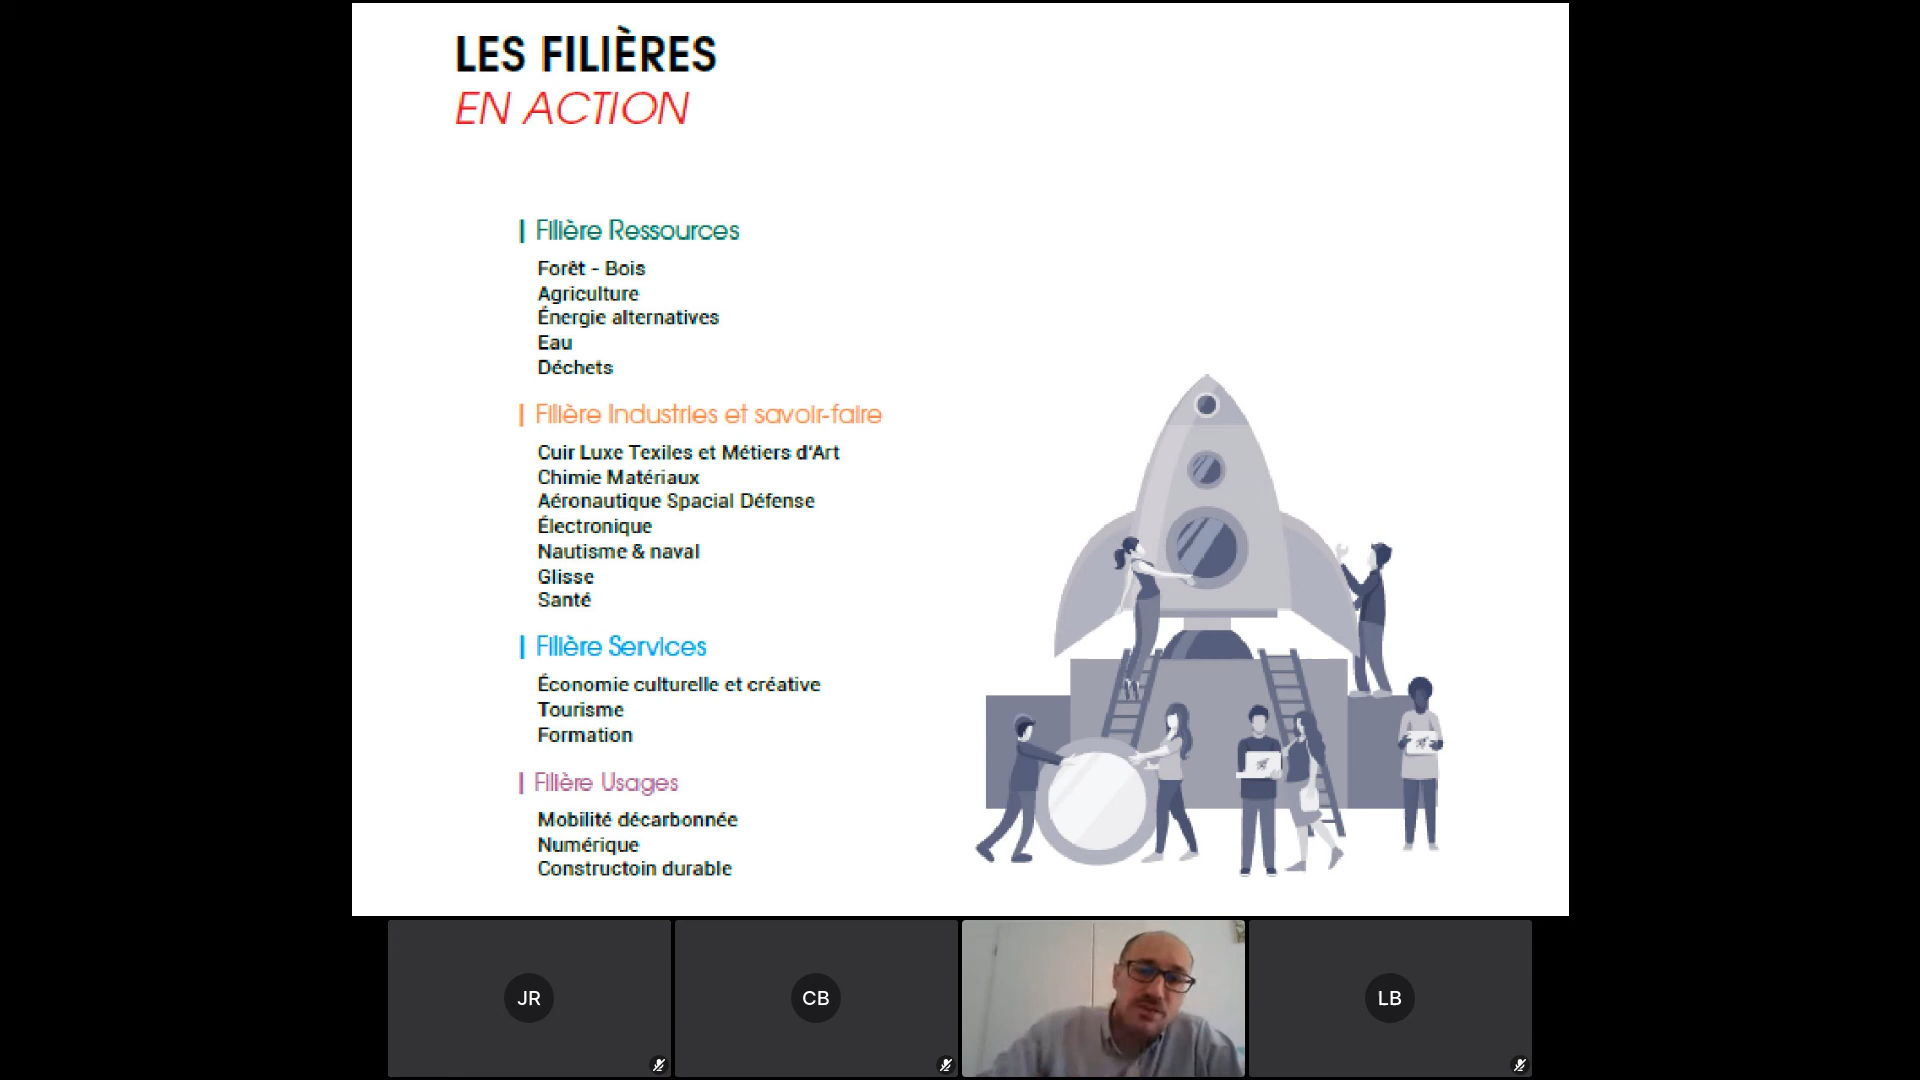 LES FILIÈRES
EN ACTION
Filière Ressources
Forêt - Bois
Agriculture
Énergie alternatives
Eau
Déchets
Filière Industries et savoir-faire
Cuir Luxe Texiles et Métiers d'Art
Chimie Matériaux
Aéronautique Spacial Défense
Électronique
Nautisme & naval
Glisse
Santé
Filière Services
Économie culturelle et créative
Tourisme
Formation
Filière Usages
Mobilité décarbonnée
Numérique
Constructoin durable
JR
CB
LB